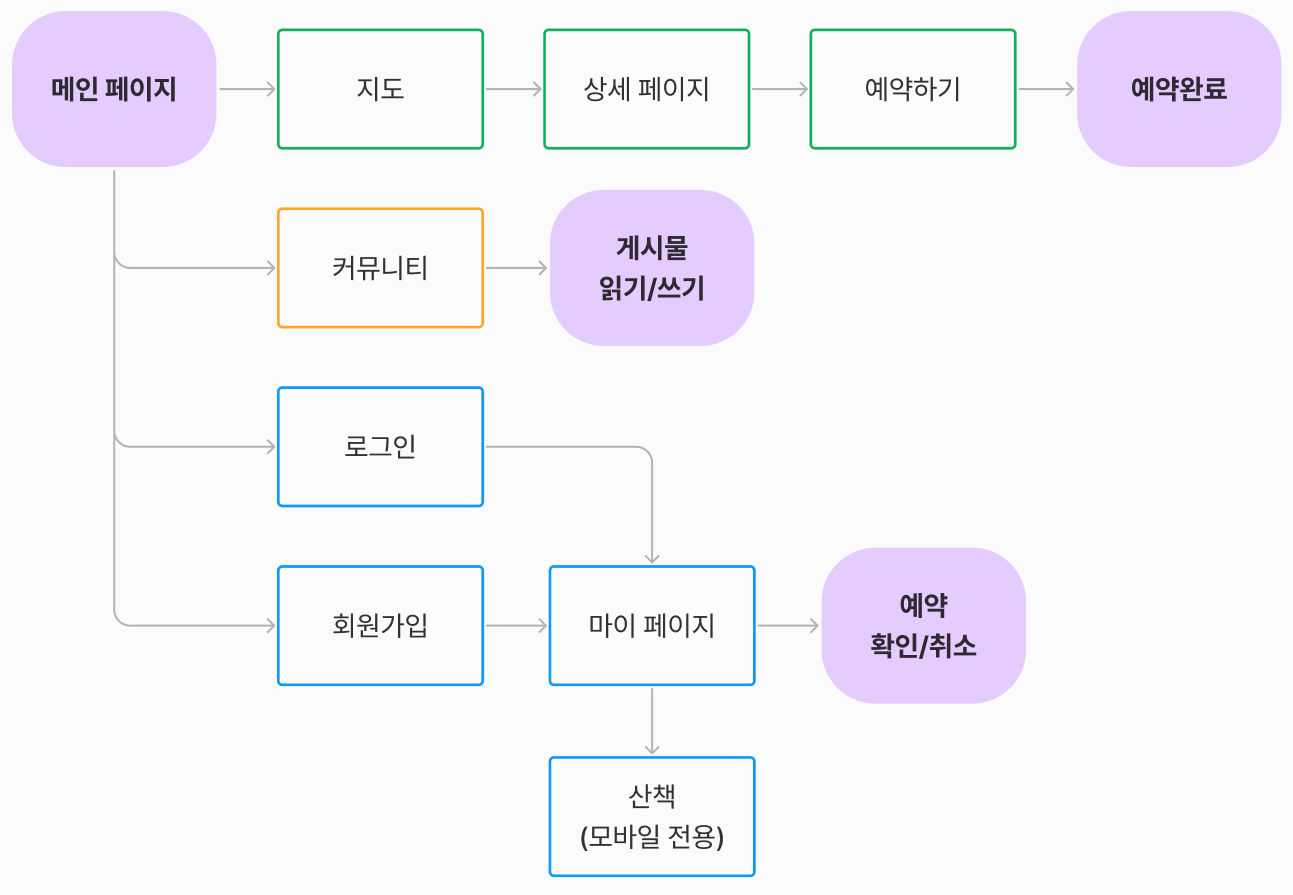 메인 페이지
지도
상세 페이지
예약하기
예약완료
커뮤니티
게시물
읽기/쓰기
로그인
회원가입
마이 페이지
예약
확인/취소
산책
(모바일 전용)